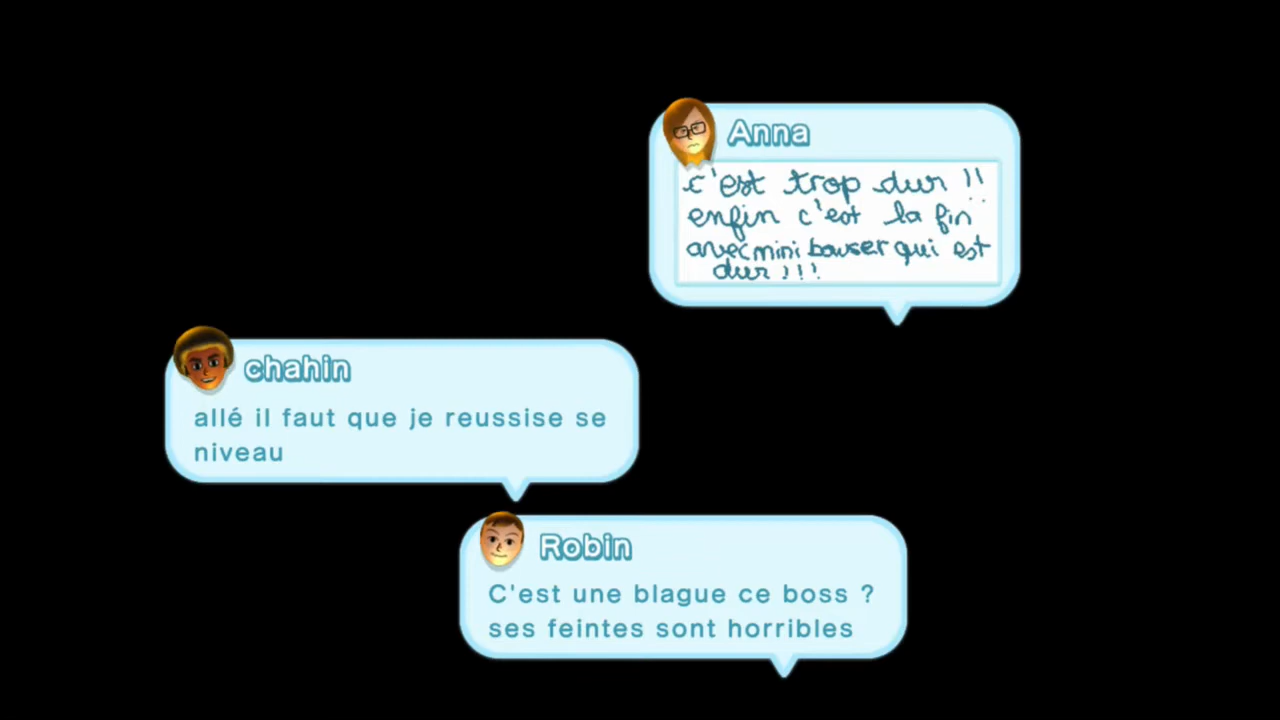 Anna
c'est trop dur !!
enfin c'est la fin
avec mini bowser qui est
dur !!!
chahin
allé il faut que je reussise se
niveau
Robin
C'est une blague ce boss ?
ses feintes sont horribles